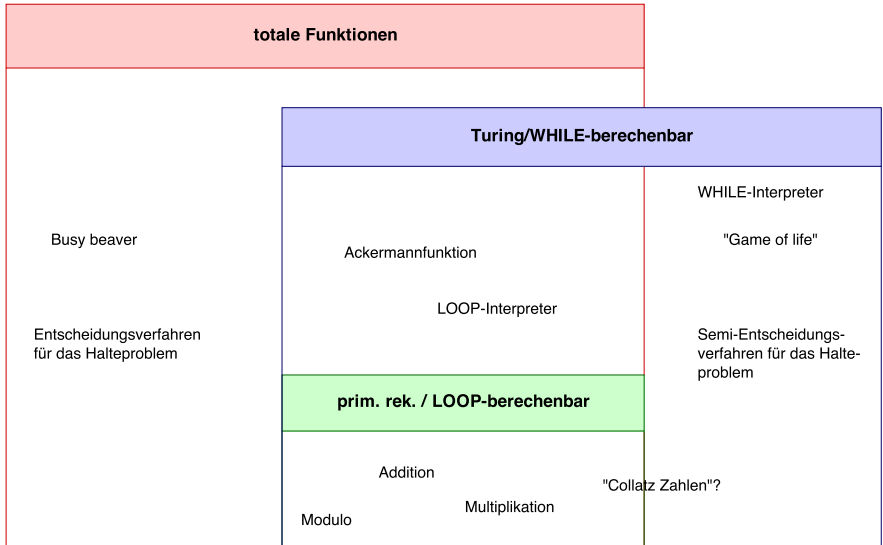 totale Funktionen
Turing/WHILE-berechenbar
WHILE-Interpreter
Busy beaver
"Game of life"
Ackermannfunktion
LOOP-Interpreter
Entscheidungsverfahren
für das Halteproblem
Semi-Entscheidungs-
verfahren für das Halte-
problem
prim. rek. / LOOP-berechenbar
Addition
"Collatz Zahlen"?
Multiplikation
Modulo